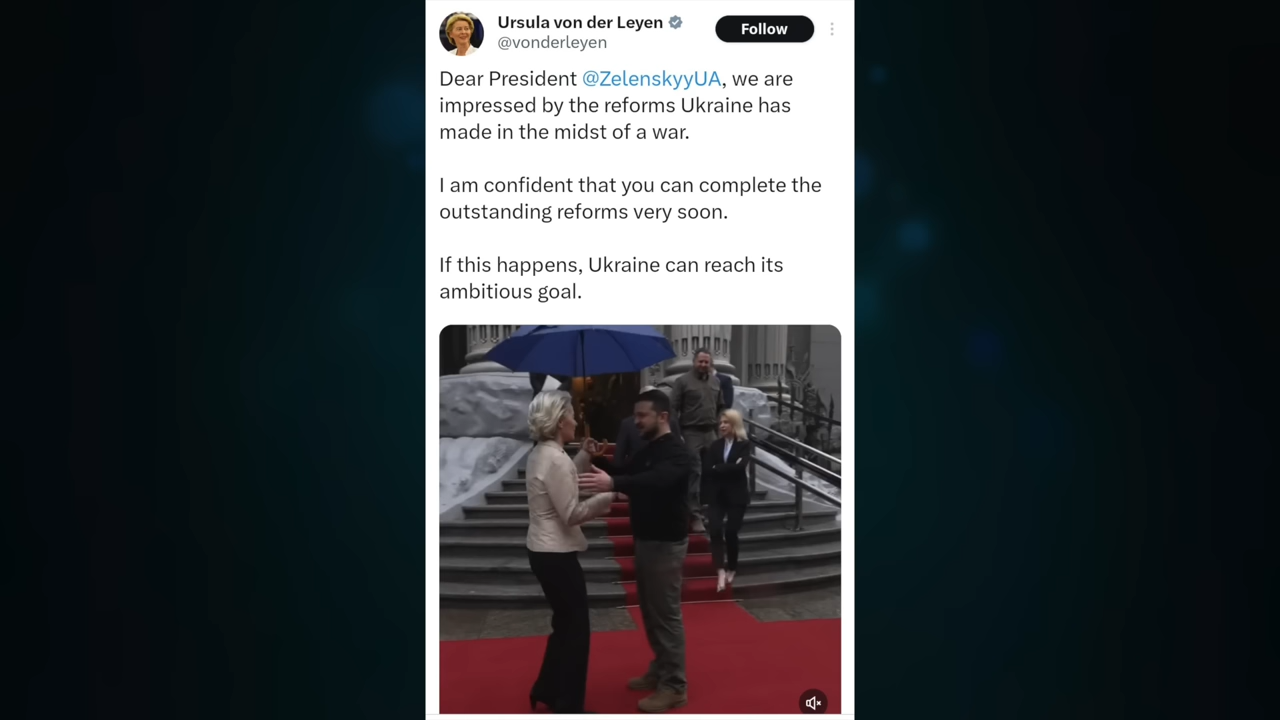 Ursula von der Leyen
Follow
@vonderleyen
Dear President @ZelenskyyUA, we are
impressed by the reforms Ukraine has
made in the midst of a war.
I am confident that you can complete the
outstanding reforms very soon.
If this happens, Ukraine can reach its
ambitious goal.